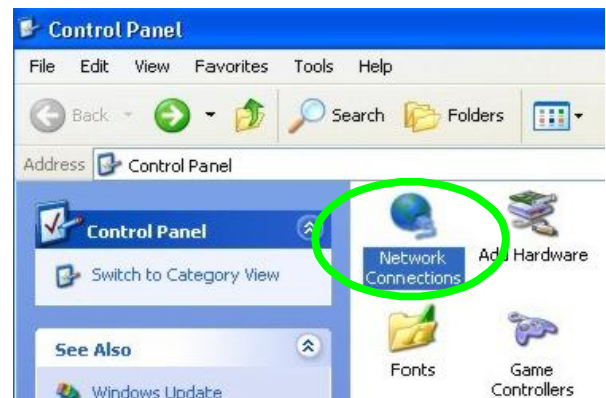 Control Panel
File Edit View Favorites Tools Help
Back Search Folders
Address Control Panel
Control Panel
Switch to Category View
See Also
Windows Update
Network
Connections
Add Hardware
Fonts
Game
Controllers